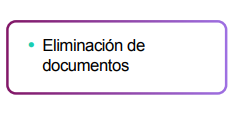 • Eliminación de
documentos